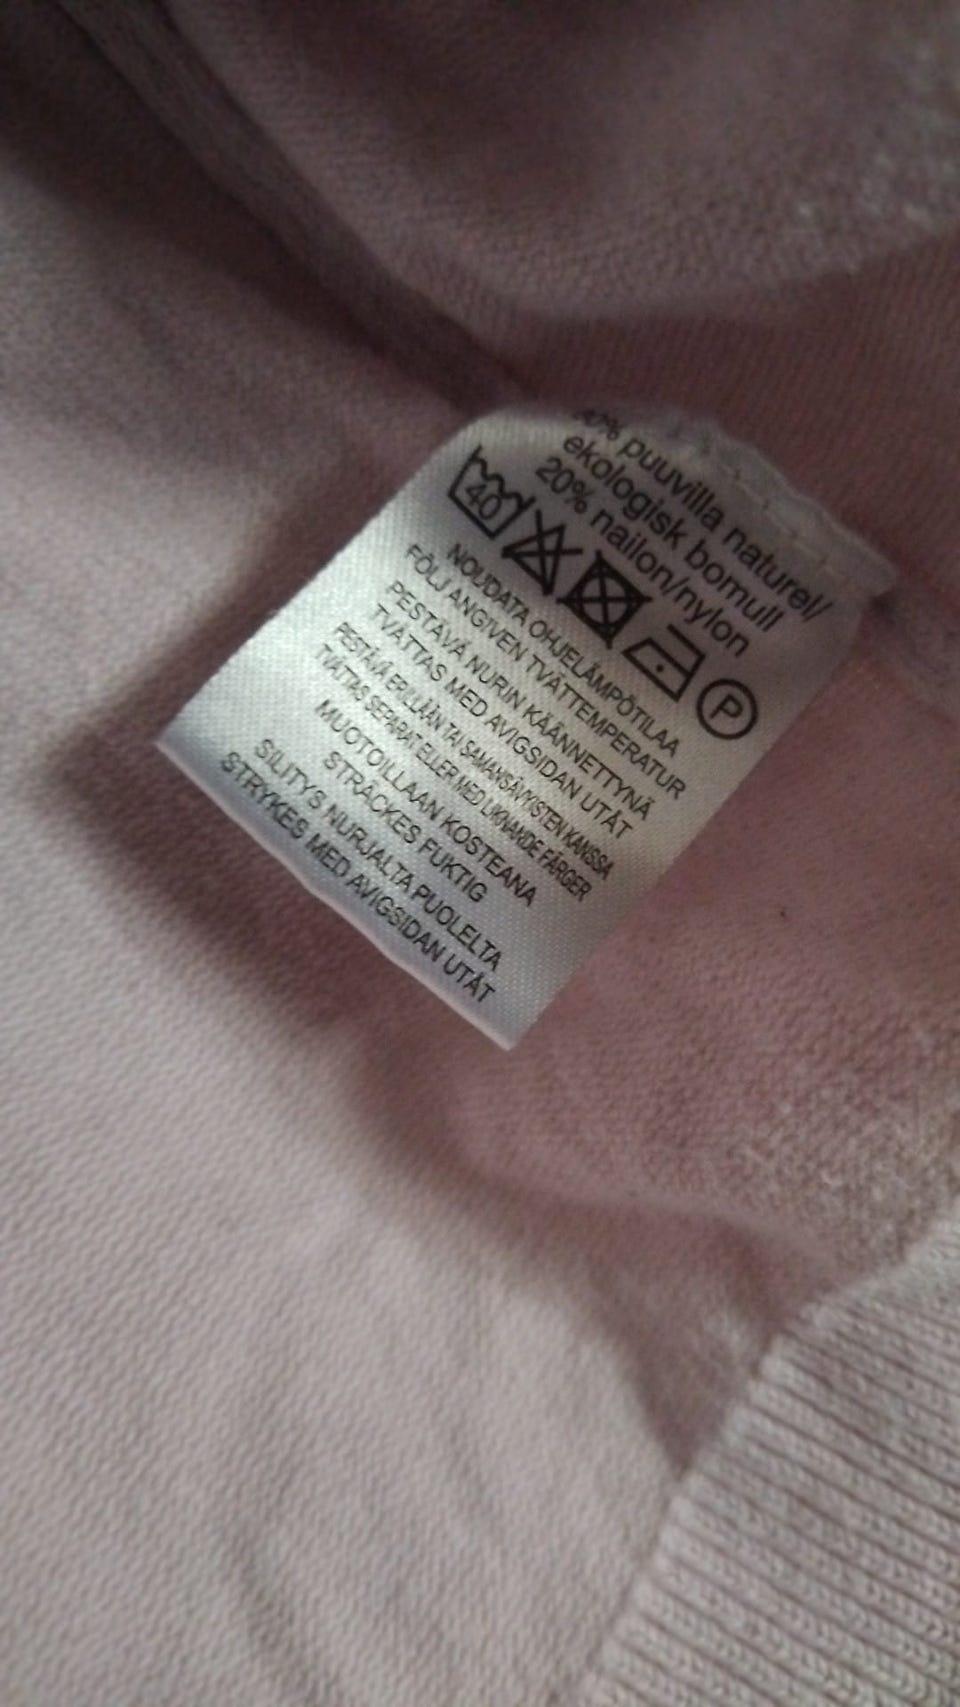 puuvilla naturel/
ekologisk bomull
20% nailon/nylon
40 P
NOUDATA OHJELÄMPÖTILAA
FÖLJ ANGIVEN TVÄTTEMPERATUR
PESTÄVÄ NURIN KÄÄNNETTYNÄ
TVÄTTAS MED AVIGSIDAN UTÅT
PESTÄVÄ ERILLÄÄN TAI SAMANSÄVYISTEN KANSSA
TVÄTTAS SEPARAT ELLER MED LIKNANDE FÄRGER
MUOTOILLAAN KOSTEANA
STRÄCKES FUKTIG
SILITYS NURJALTA PUOLELTA
STRYKES MED AVIGSIDAN UTÅT